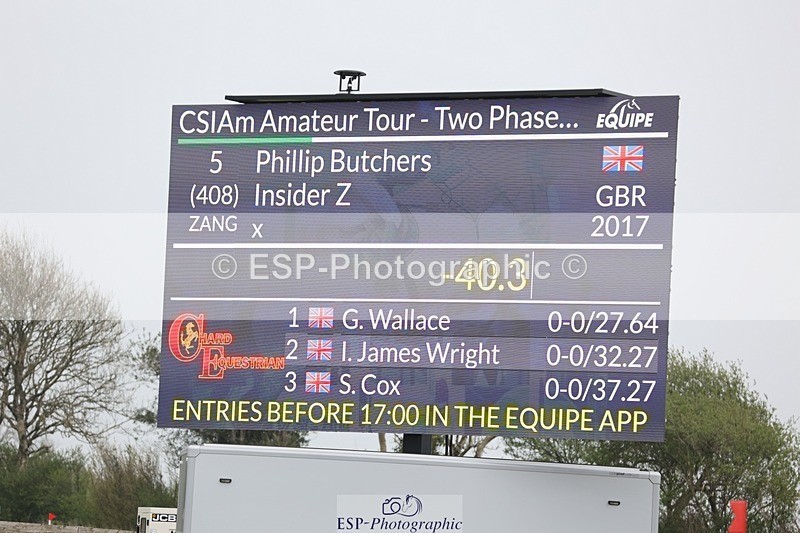 CSIAm Amateur Tour - Two Phase...
EQUIPE
5 Phillip Butchers
(408) Insider Z GBR
ZANG x 2017
© ESP-Photographic ©
-40.3
1 G. Wallace 0-0/27.64
2 I. James Wright 0-0/32.27
3 S. Cox 0-0/37.27
CHARD
EQUESTRIAN
ENTRIES BEFORE 17:00 IN THE EQUIPE APP
JCB
ESP-Photographic